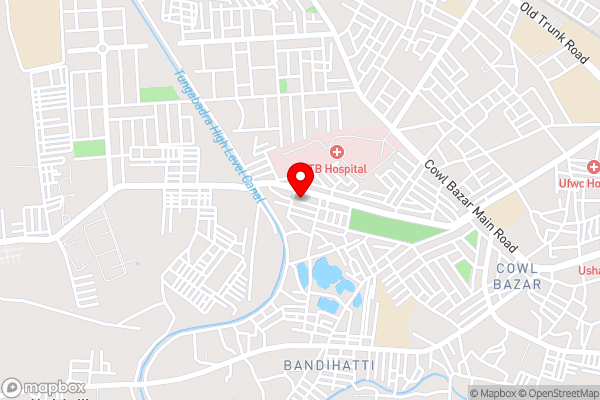 Old Trunk Road
Tungabadra High Level Canal
TB Hospital
Cowl Bazar Main Road
Ufwc Ho
COWL
BAZAR
Usha
BANDIHATTI
mapbox
© Mapbox © OpenStreetMap